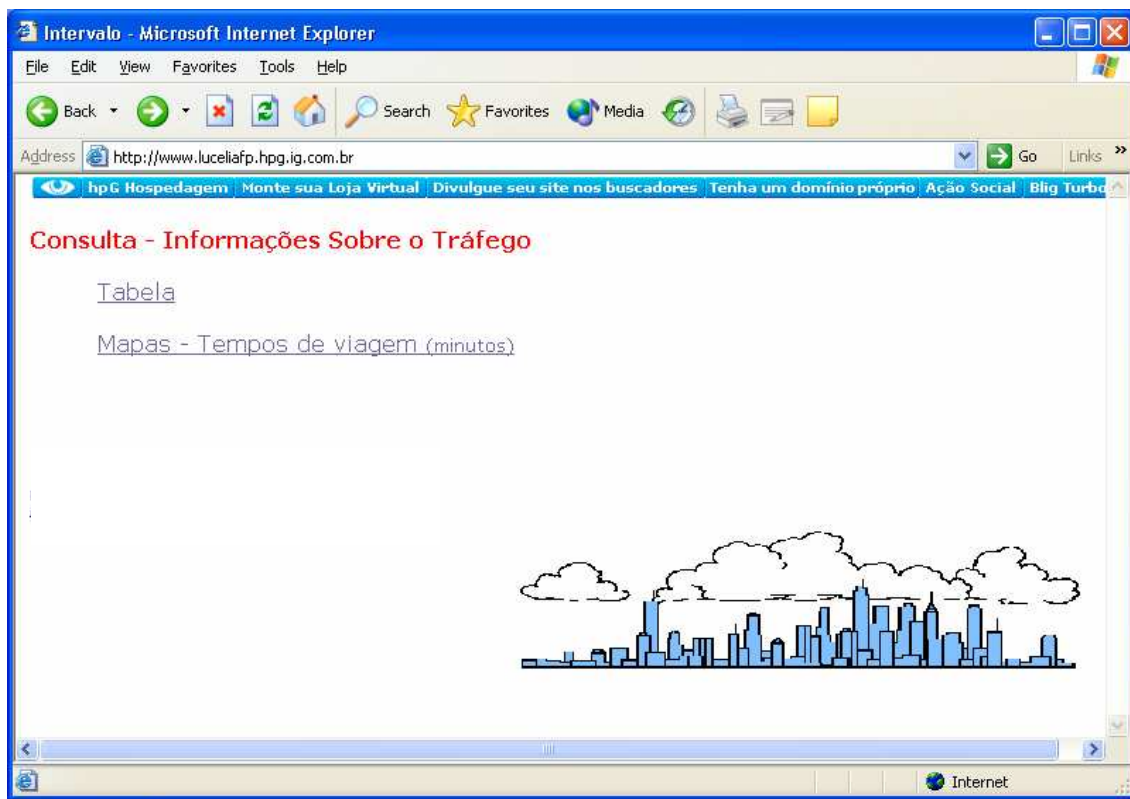 Intervalo - Microsoft Internet Explorer
File Edit View Favorites Tools Help
Back Search Favorites Media
Address http://www.luceliafp.hpg.ig.com.br Go Links »
hpG Hospedagem Monte sua Loja Virtual Divulgue seu site nos buscadores Tenha um domínio próprio Ação Social Blig Turbo
Consulta - Informações Sobre o Tráfego
Tabela
Mapas - Tempos de viagem (minutos)
Internet